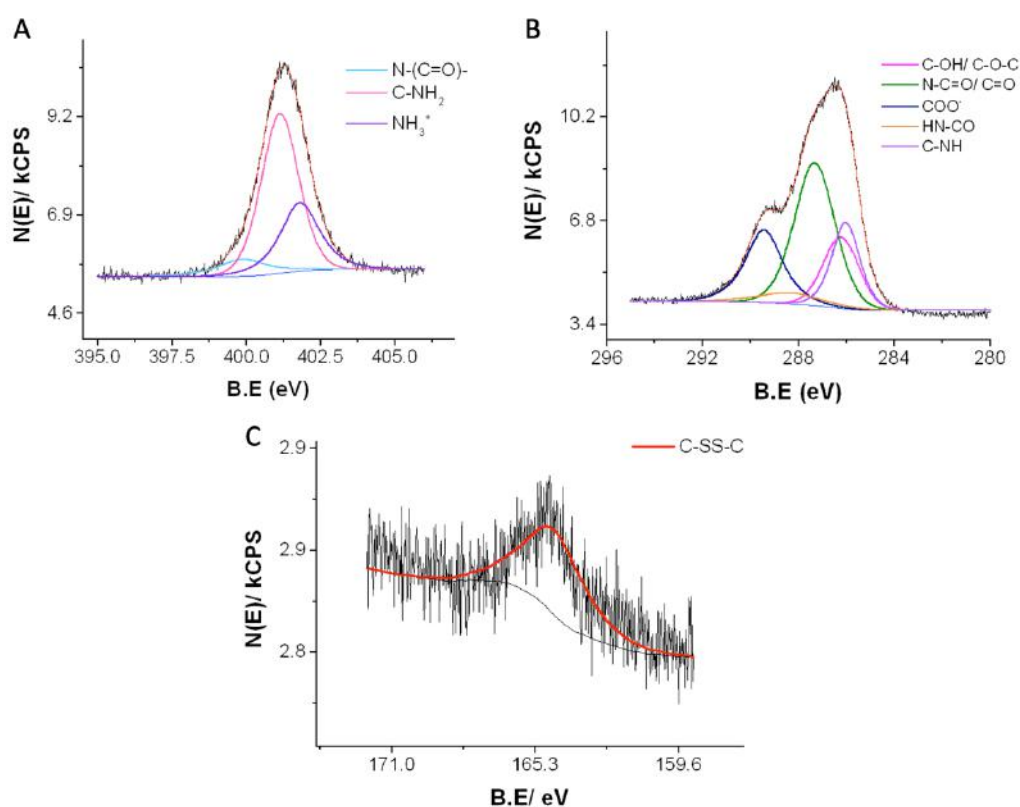 A
N-(C=O)-
C-NH₂
NH₃⁺
9.2
6.9
4.6
N(E)/ kCPS
395.0 397.5 400.0 402.5 405.0
B.E (eV)
B
C-OH/ C-O-C
N-C=O/ C=O
COO⁻
HN-CO
C-NH
10.2
6.8
3.4
N(E)/ kCPS
296 292 288 284 280
B.E (eV)
C
C-SS-C
2.9
2.9
2.8
N(E)/ kCPS
171.0 165.3 159.6
B.E/ eV